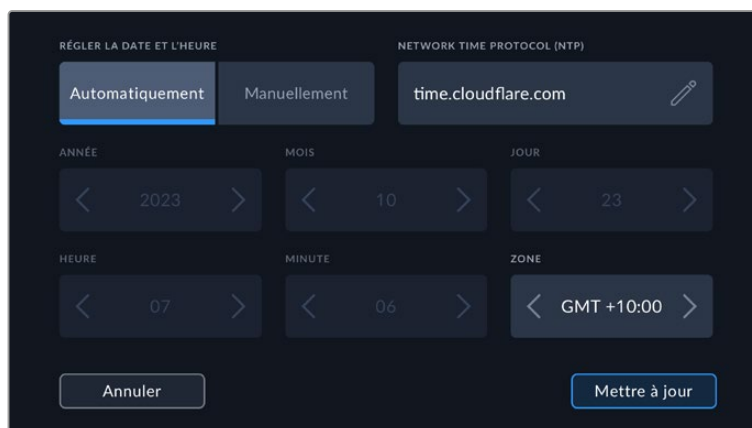 RÉGLER LA DATE ET L'HEURE
NETWORK TIME PROTOCOL (NTP)
Automatiquement
Manuellement
time.cloudflare.com
ANNÉE
MOIS
JOUR
2023
10
23
HEURE
MINUTE
ZONE
07
06
GMT +10:00
Annuler
Mettre à jour